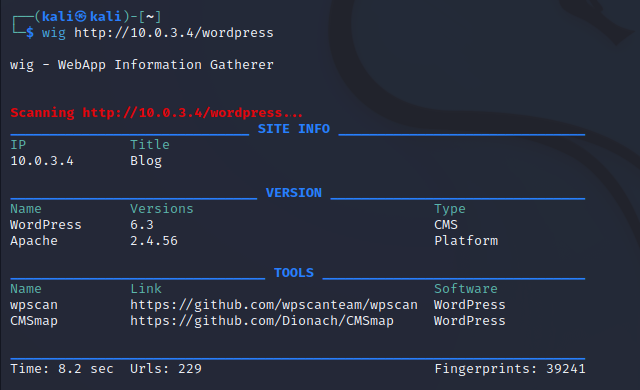 ┌──(kali㉿kali)-[~]
└─$ wig http://10.0.3.4/wordpress
wig - WebApp Information Gatherer
Scanning http://10.0.3.4/wordpress...
SITE INFO
IP Title
10.0.3.4 Blog
VERSION
Name Versions Type
WordPress 6.3 CMS
Apache 2.4.56 Platform
TOOLS
Name Link Software
wpscan https://github.com/wpscanteam/wpscan WordPress
CMSmap https://github.com/Dionach/CMSmap WordPress
Time: 8.2 sec Urls: 229 Fingerprints: 39241